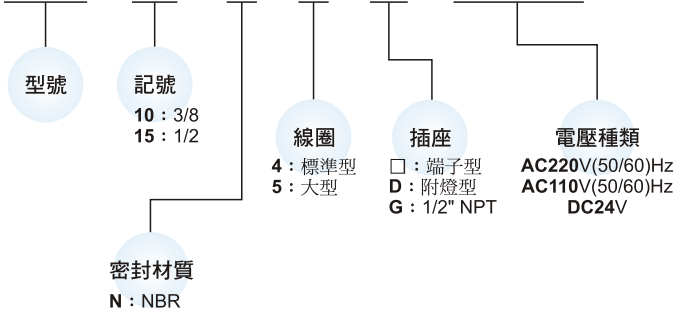 型號
記號
10：3/8
15：1/2
線圈
4：標準型
5：大型
插座
□：端子型
D：附燈型
G：1/2" NPT
電壓種類
AC220V(50/60)Hz
AC110V(50/60)Hz
DC24V
密封材質
N：NBR